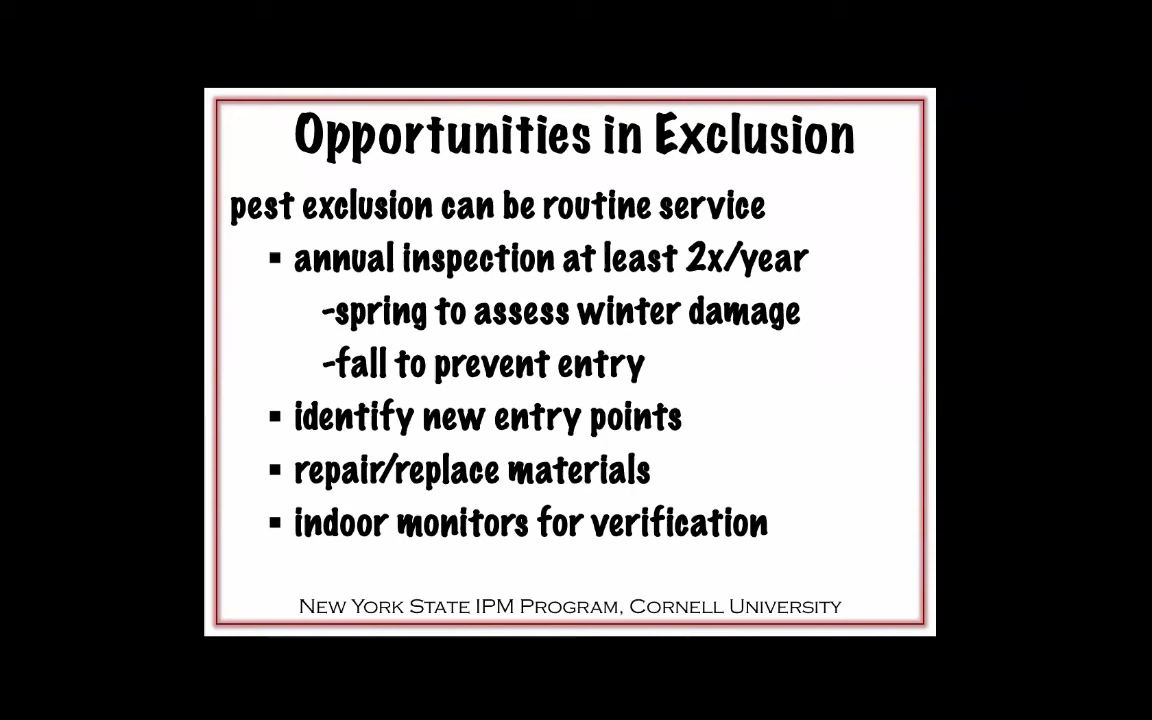 Opportunities in Exclusion
pest exclusion can be routine service
▪ annual inspection at least 2x/year
-spring to assess winter damage
-fall to prevent entry
▪ identify new entry points
▪ repair/replace materials
▪ indoor monitors for verification
New York State IPM Program, Cornell University